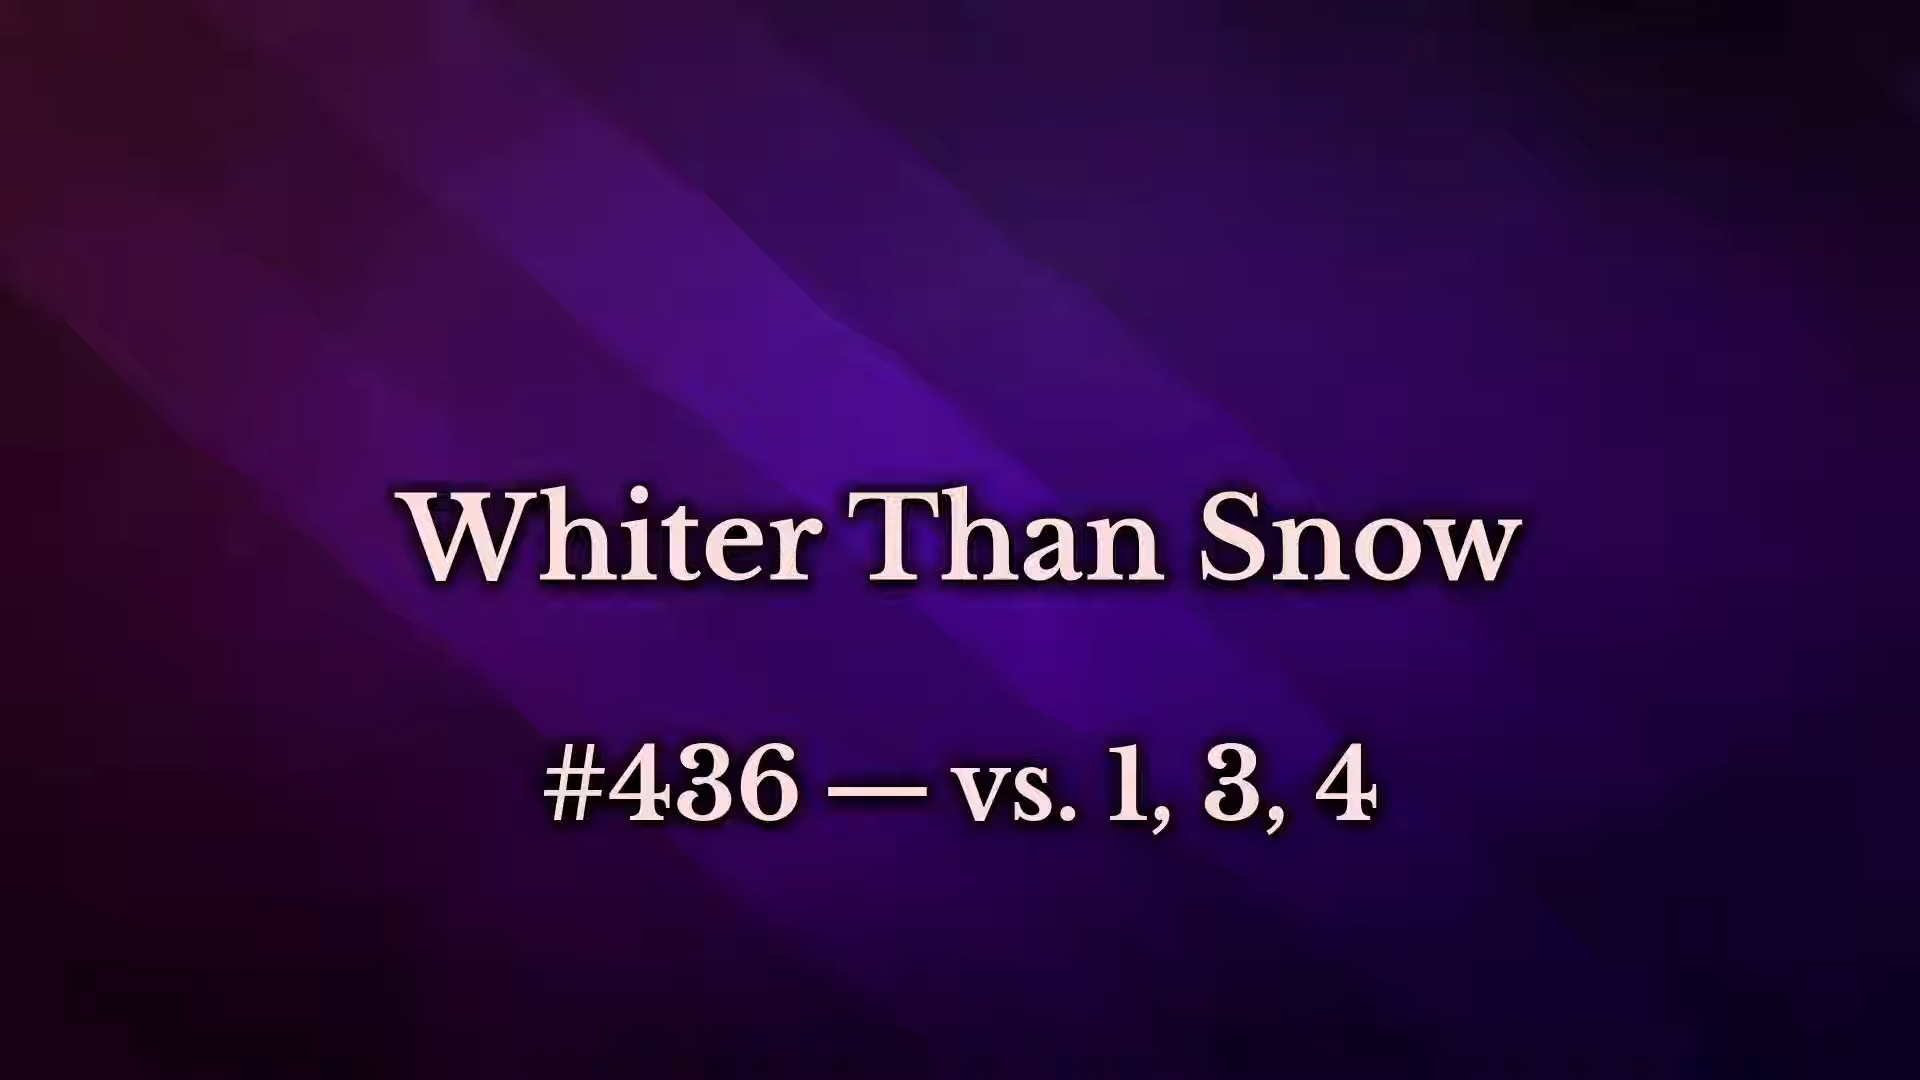 Whiter Than Snow
#436 — vs. 1, 3, 4